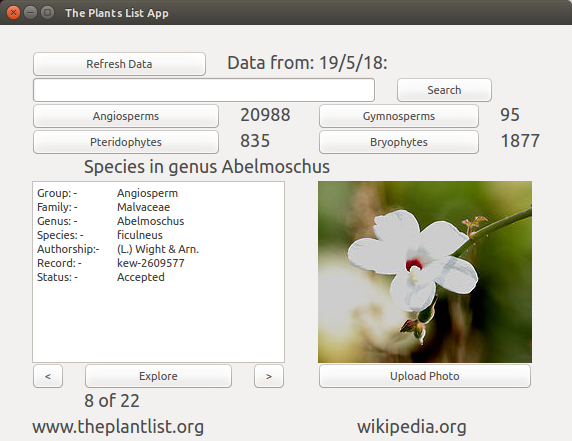 The Plants List App
Refresh Data Data from: 19/5/18:
Search
Angiosperms 20988 Gymnosperms 95
Pteridophytes 835 Bryophytes 1877
Species in genus Abelmoschus
Group: - Angiosperm
Family: - Malvaceae
Genus: - Abelmoschus
Species: - ficulneus
Authorship:- (L.) Wight & Arn.
Record: - kew-2609577
Status: - Accepted
< Explore > Upload Photo
8 of 22
www.theplantlist.org wikipedia.org